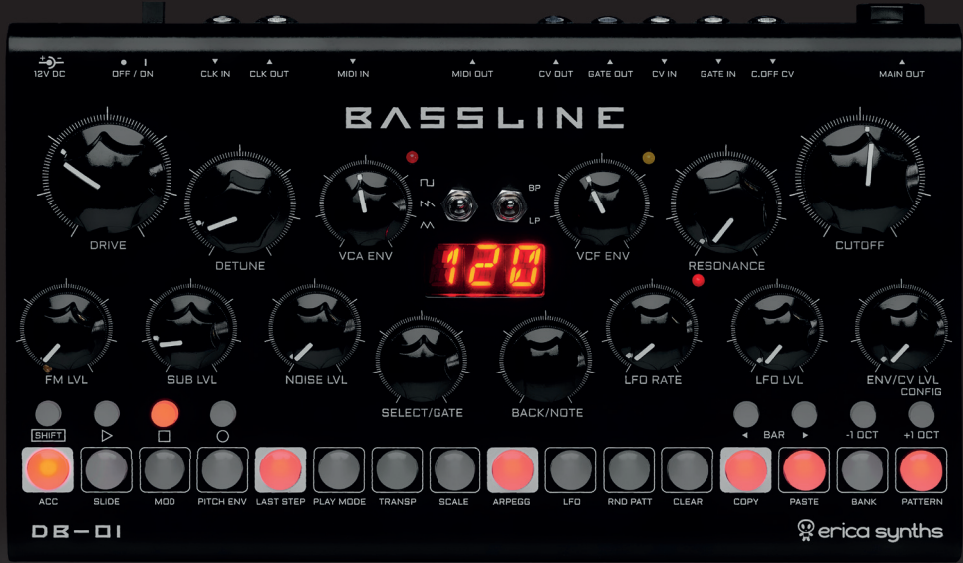 12V DC
OFF / ON
CLK IN
CLK OUT
MIDI IN
MIDI OUT
CV OUT
GATE OUT
CV IN
GATE IN
C.OFF CV
MAIN OUT
BASSLINE
BP
LP
DRIVE
DETUNE
VCA ENV
VCF ENV
RESONANCE
CUTOFF
120
FM LVL
SUB LVL
NOISE LVL
SELECT/GATE
BACK/NOTE
LFO RATE
LFO LVL
ENV/CV LVL
CONFIG
SHIFT
BAR
-1 OCT
+1 OCT
ACC
SLIDE
MOD
PITCH ENV
LAST STEP
PLAY MODE
TRANSP
SCALE
ARPEGG
LFO
RND PATT
CLEAR
COPY
PASTE
BANK
PATTERN
DB-01
erica synths